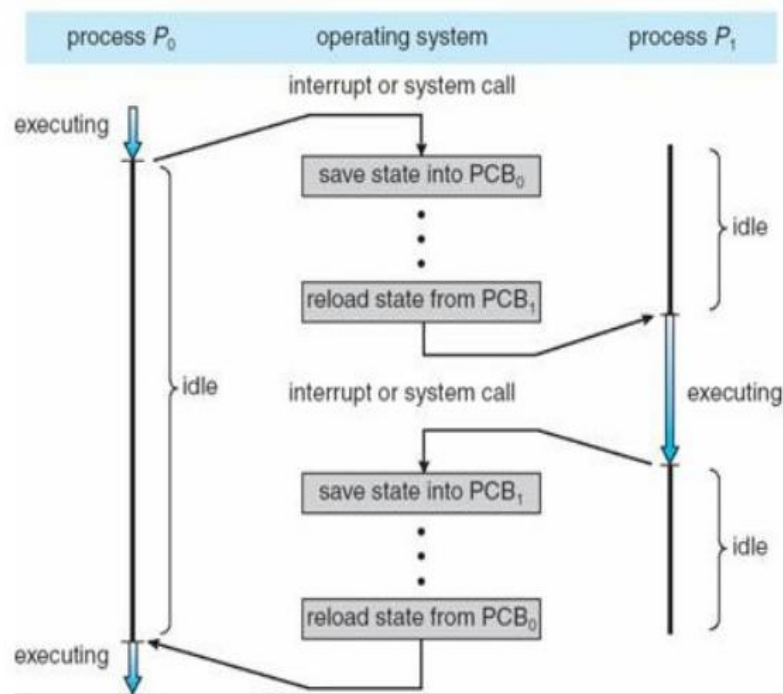 process P₀ operating system process P₁
interrupt or system call
executing
save state into PCB₀
idle
reload state from PCB₁
idle
interrupt or system call
executing
save state into PCB₁
idle
reload state from PCB₀
executing